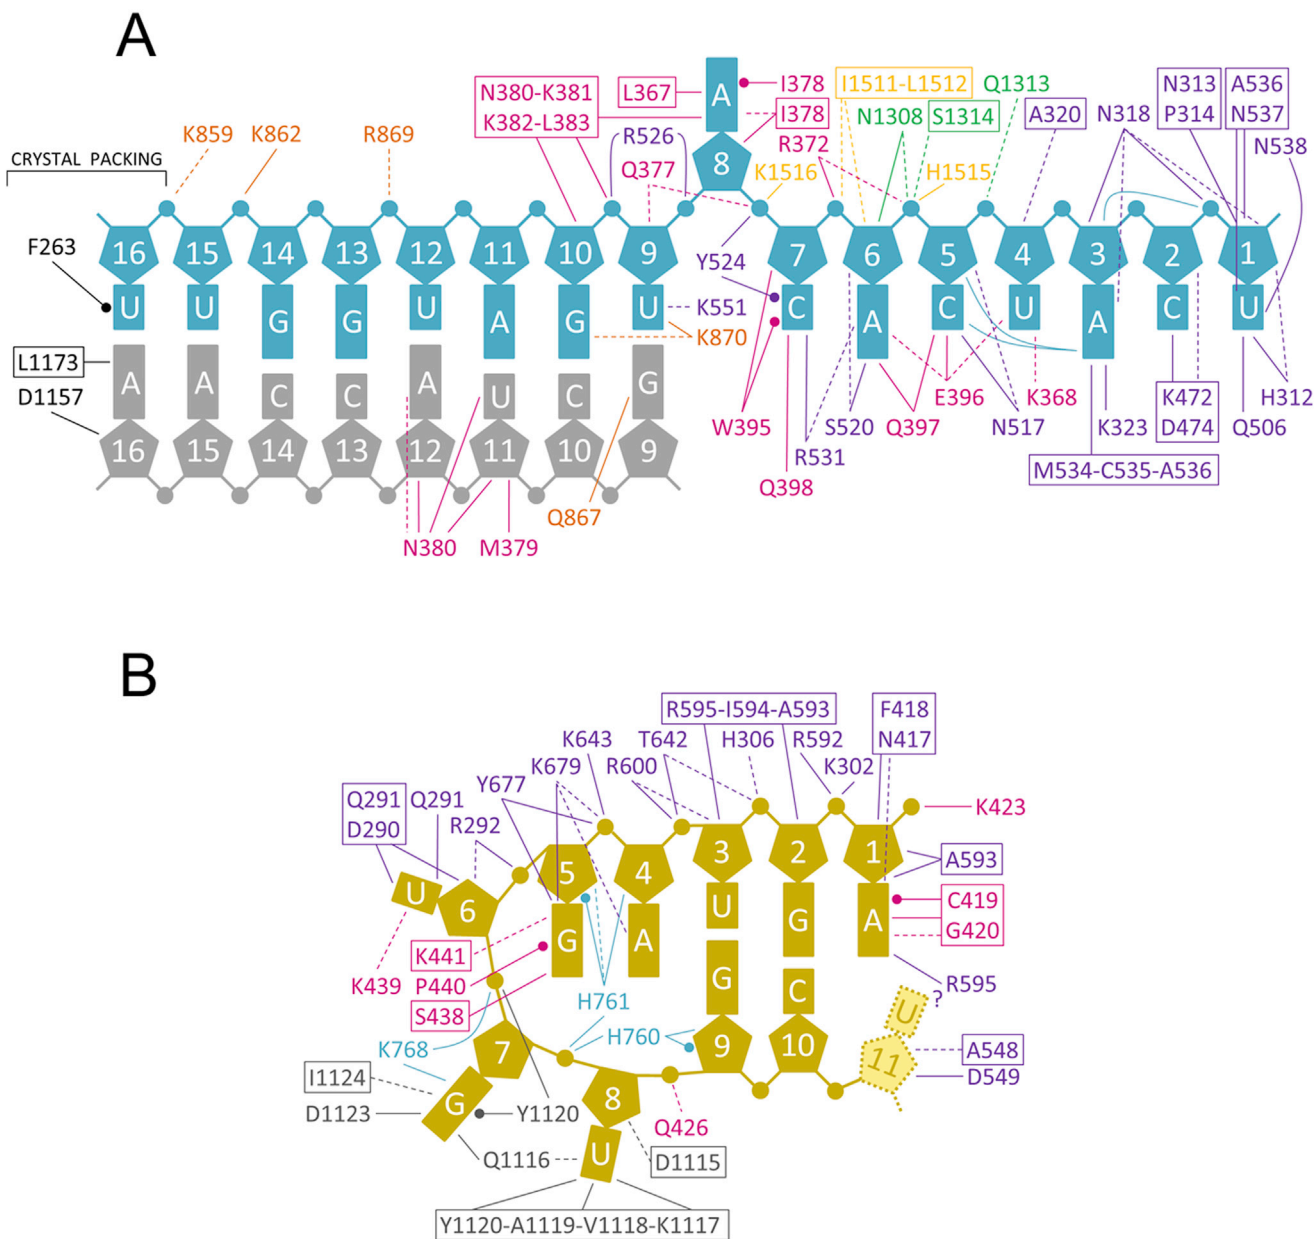 A
N380-K381
K382-L383
L367
A
I378
I378
I1511-L1512
Q1313
N1308
S1314
A320
N318
N313
P314
A536
N537
N538
K859
K862
R869
R526
Q377
8
R372
K1516
H1515
CRYSTAL PACKING
F263
16
15
14
13
12
11
10
9
Y524
7
6
5
4
3
2
1
U
U
G
G
U
A
G
U
K551
K870
C
A
C
U
A
C
U
L1173
D1157
A
A
C
C
A
U
C
G
16
15
14
13
12
11
10
9
W395
R531
S520
Q397
E396
N517
K368
K323
K472
D474
Q506
H312
Q398
M534-C535-A536
Q867
N380
M379
B
R595-I594-A593
F418
N417
K643
T642
H306
R592
K679
R600
K302
Y677
Q291
D290
Q291
R292
K423
U
6
5
4
3
2
1
A593
G
A
U
G
A
C419
G420
K441
P440
S438
K439
G
C
R595
H761
H760
U
?
K768
7
9
10
11
A548
D549
I1124
D1123
G
Y1120
8
Q426
Q1116
U
D1115
Y1120-A1119-V1118-K1117